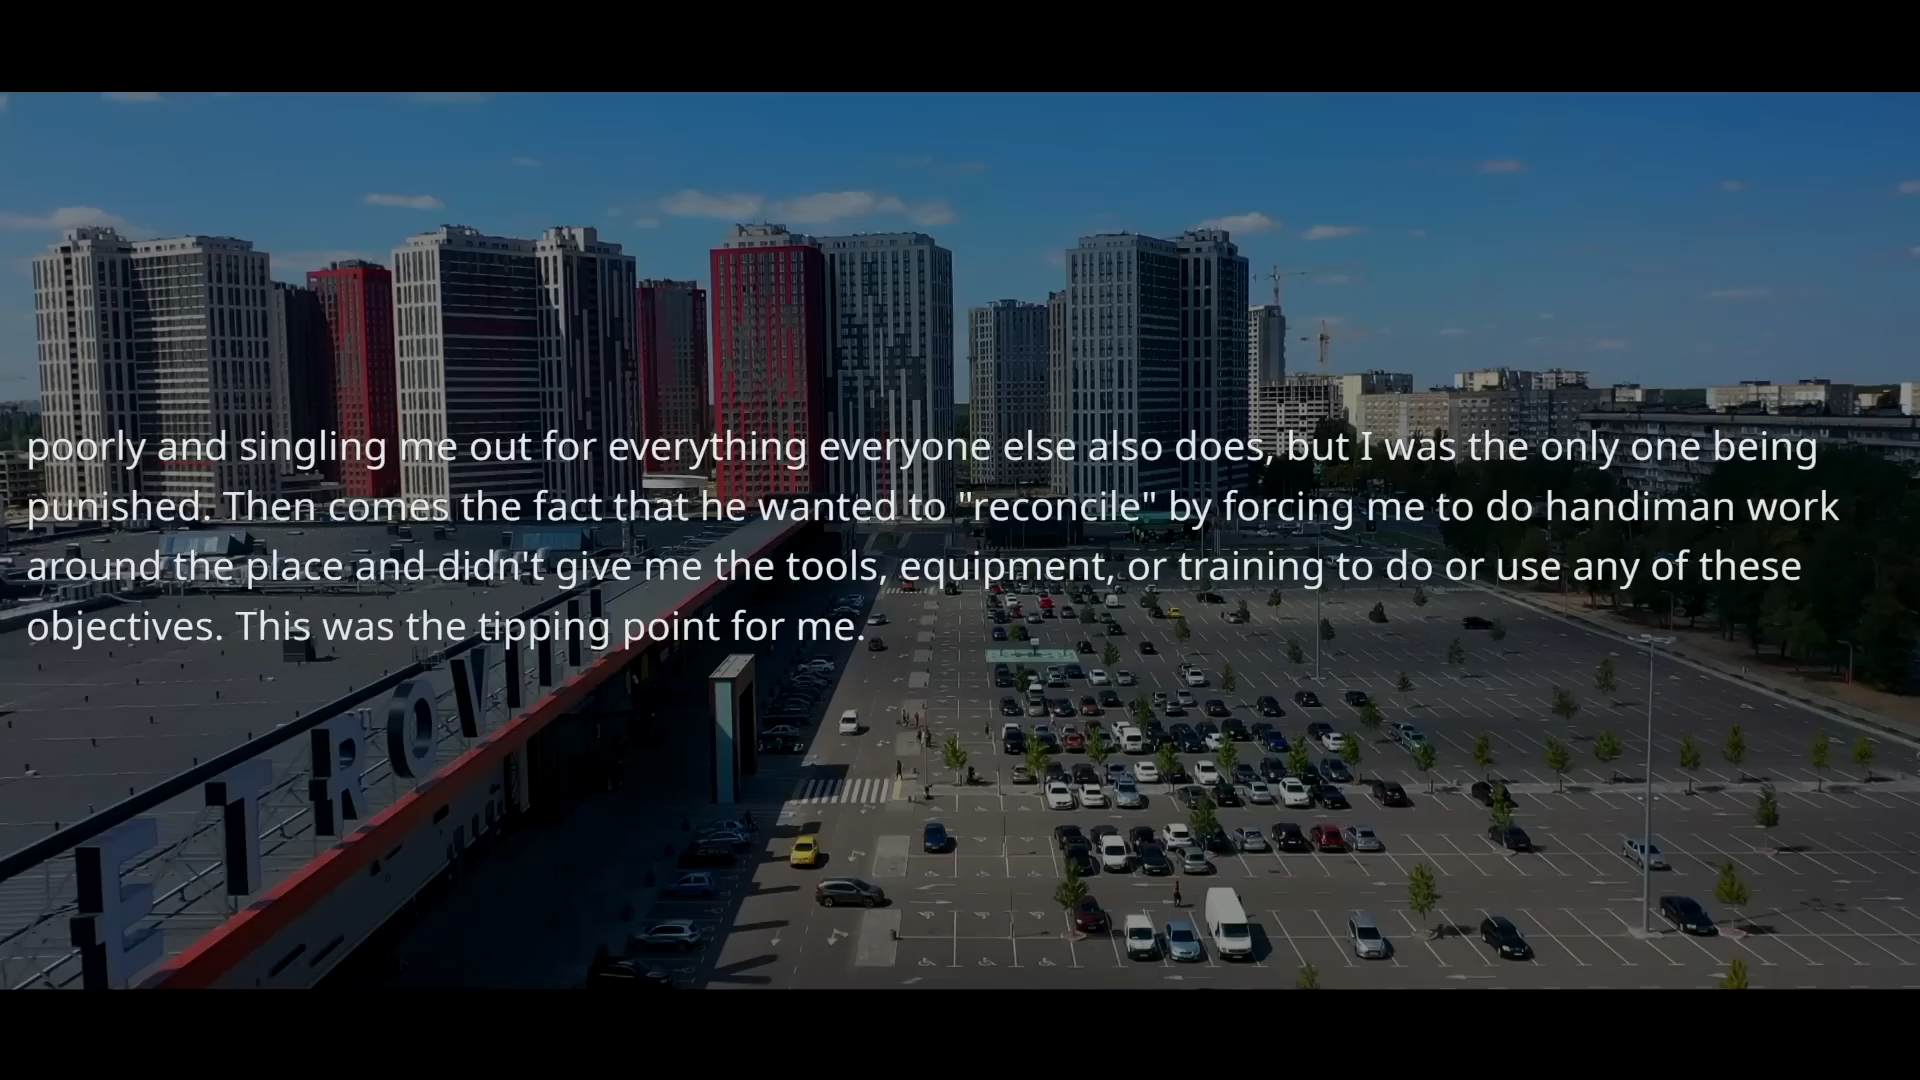 poorly and singling me out for everything everyone else also does, but I was the only one being
punished. Then comes the fact that he wanted to "reconcile" by forcing me to do handiman work
around the place and didn't give me the tools, equipment, or training to do or use any of these
objectives. This was the tipping point for me.
ETROVILL